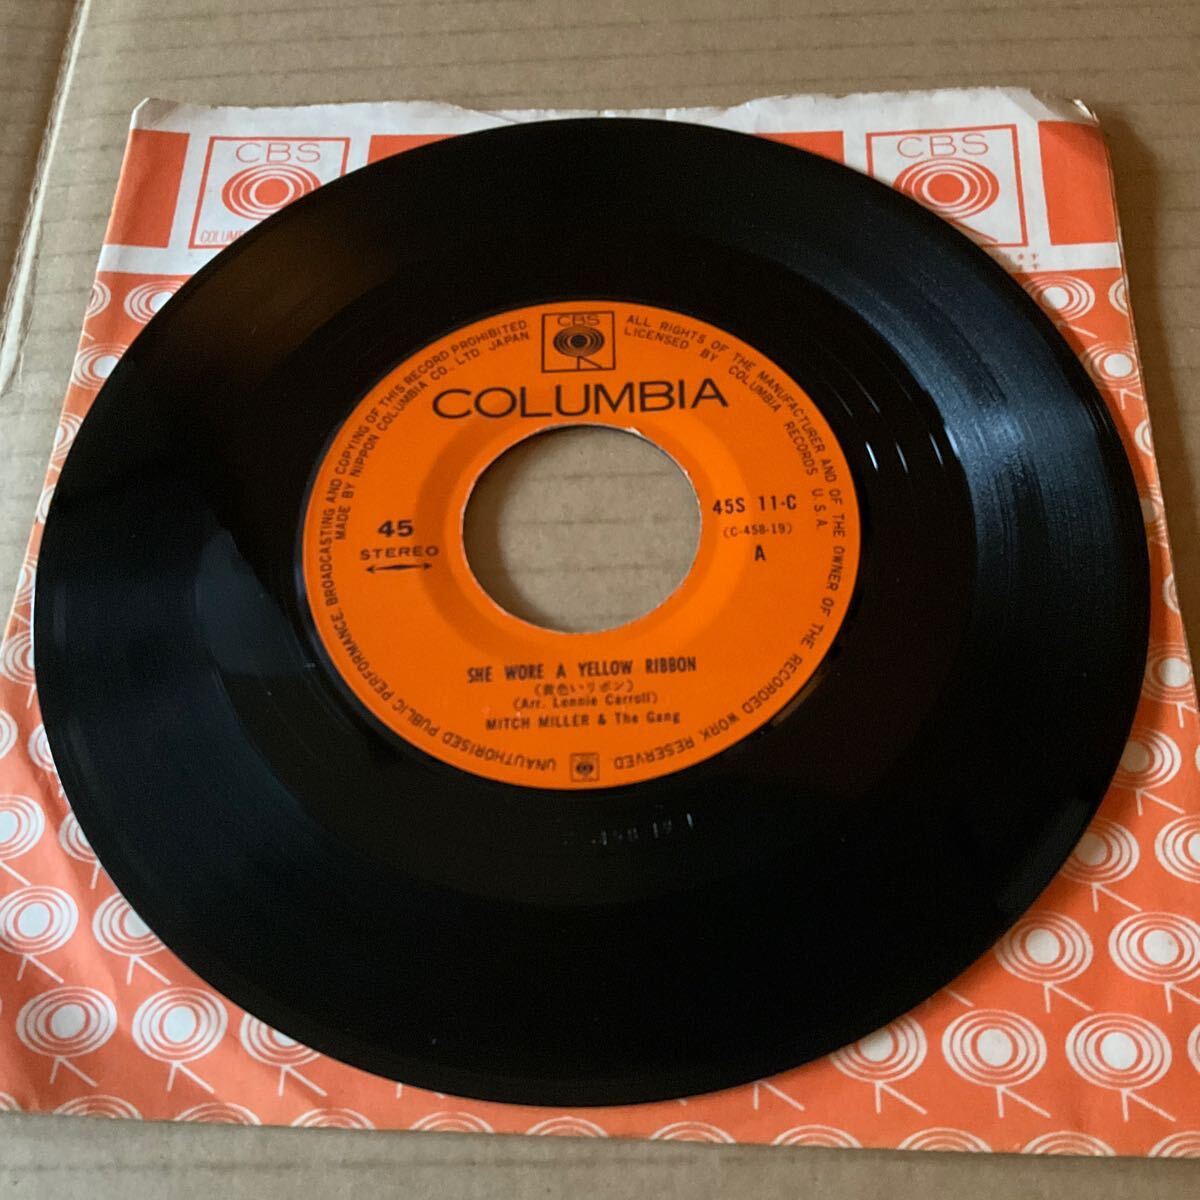 CBS
COLUM
CBS
CBS
COLUMBIA
45
STEREO
45S 11-C
(C-458-19)
A
SHE WORE A YELLOW RIBBON
(黄色いリボン)
(Arr. Lennie Carroll)
MITCH MILLER & The Gang
UNAUTHORISED PUBLIC PERFORMANCE, BROADCASTING AND COPYING OF THIS RECORD PROHIBITED
MADE BY NIPPON COLUMBIA CO., LTD. JAPAN
ALL RIGHTS OF THE MANUFACTURER AND OF THE OWNER OF THE RECORDED WORK RESERVED.
LICENSED BY COLUMBIA RECORDS U.S.A.